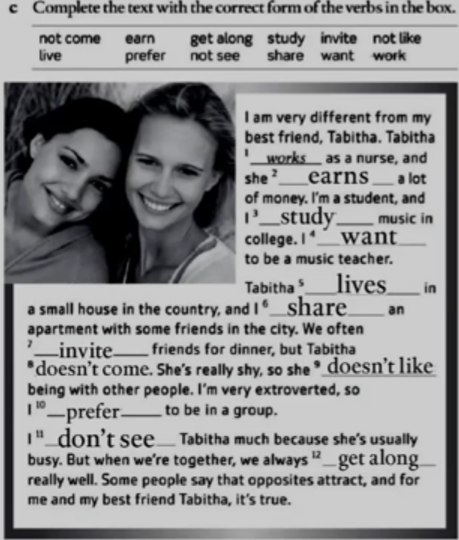 c Complete the text with the correct form of the verbs in the box.
not come earn get along study invite not like
live prefer not see share want work
I am very different from my
best friend, Tabitha. Tabitha
1 works as a nurse, and
she 2 earns a lot
of money. I'm a student, and
I 3 study music in
college. I 4 want
to be a music teacher.
Tabitha 5 lives in
a small house in the country, and I 6 share an
apartment with some friends in the city. We often
7 invite friends for dinner, but Tabitha
8 doesn't come. She's really shy, so she 9 doesn't like
being with other people. I'm very extroverted, so
I 10 prefer to be in a group.
I 11 don't see Tabitha much because she's usually
busy. But when we're together, we always 12 get along
really well. Some people say that opposites attract, and for
me and my best friend Tabitha, it's true.